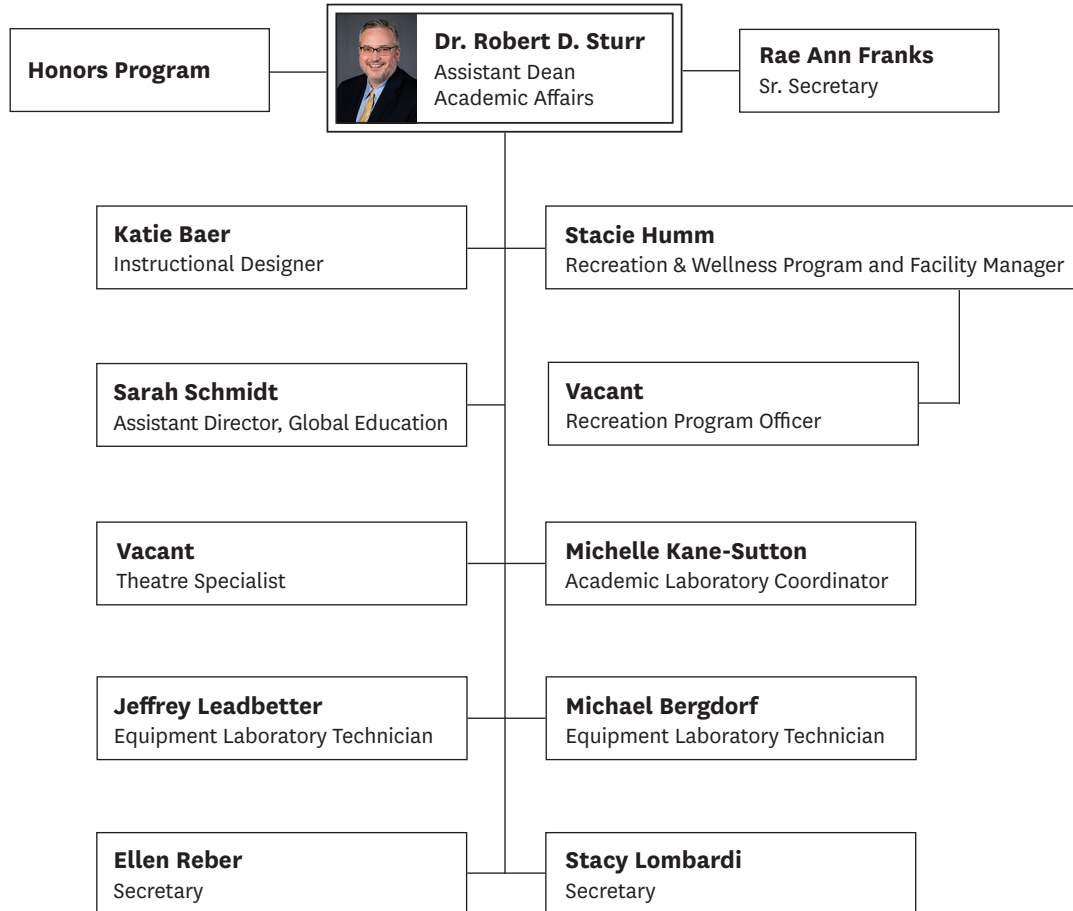 Honors Program
Dr. Robert D. Sturr
Assistant Dean
Academic Affairs
Rae Ann Franks
Sr. Secretary
Katie Baer
Instructional Designer
Stacie Humm
Recreation & Wellness Program and Facility Manager
Sarah Schmidt
Assistant Director, Global Education
Vacant
Recreation Program Officer
Vacant
Theatre Specialist
Michelle Kane-Sutton
Academic Laboratory Coordinator
Jeffrey Leadbetter
Equipment Laboratory Technician
Michael Bergdorf
Equipment Laboratory Technician
Ellen Reber
Secretary
Stacy Lombardi
Secretary